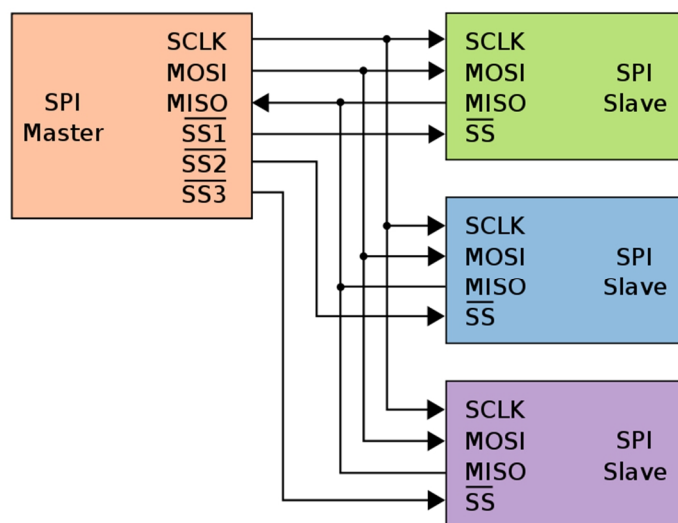 SPI
Master
SCLK
MOSI
MISO
SS1
SS2
SS3
SCLK
MOSI
MISO
SS
SPI
Slave
SCLK
MOSI
MISO
SS
SPI
Slave
SCLK
MOSI
MISO
SS
SPI
Slave